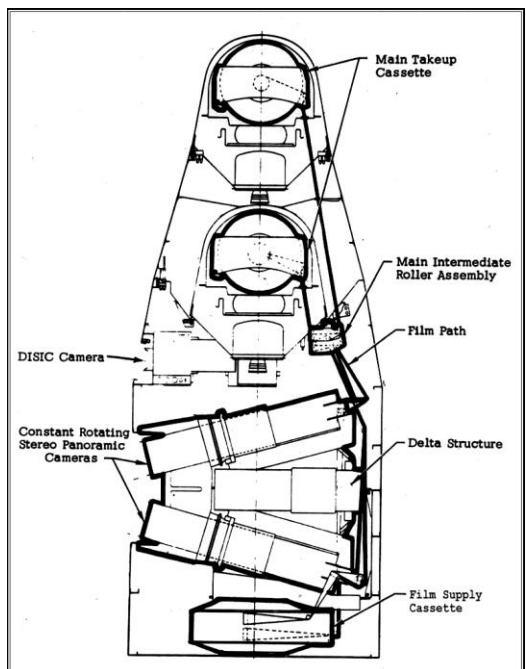 Main Takeup
Cassette
Main Intermediate
Roller Assembly
Film Path
DISIC Camera
Constant Rotating
Stereo Panoramic
Cameras
Delta Structure
Film Supply
Cassette